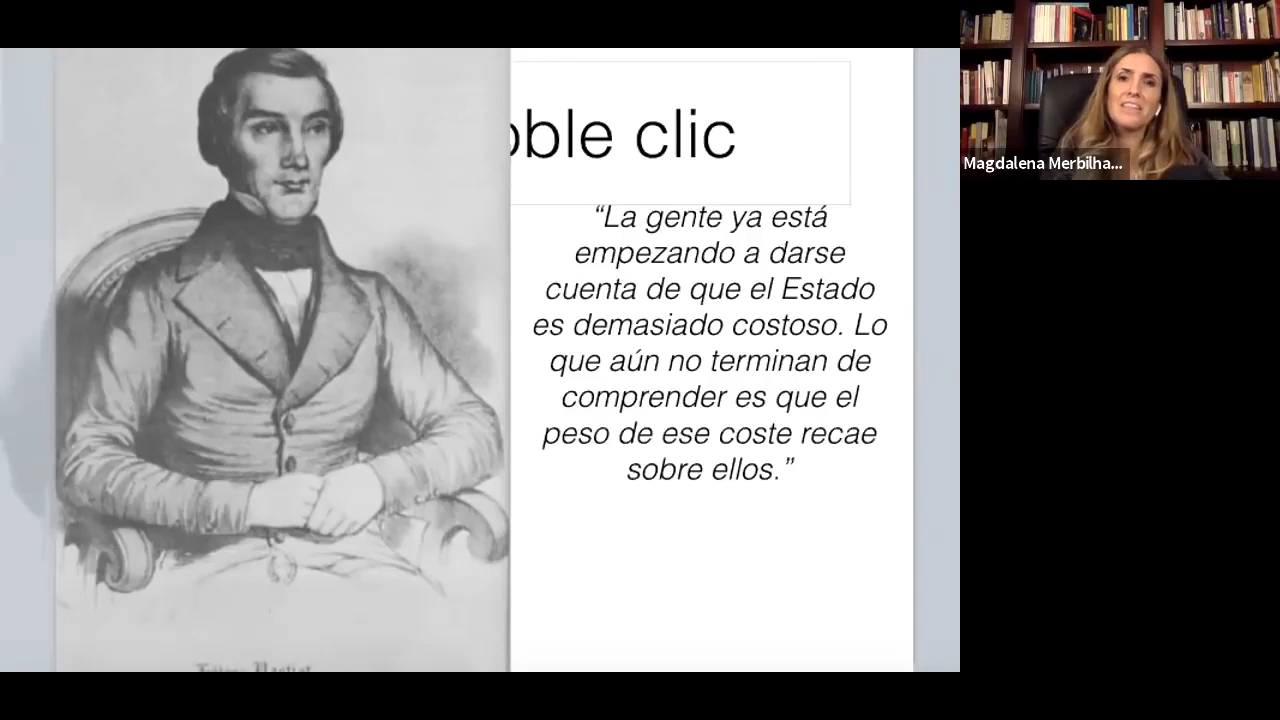 oble clic
“La gente ya está
empezando a darse
cuenta de que el Estado
es demasiado costoso. Lo
que aún no terminan de
comprender es que el
peso de ese coste recae
sobre ellos.”
Magdalena Merbilha...